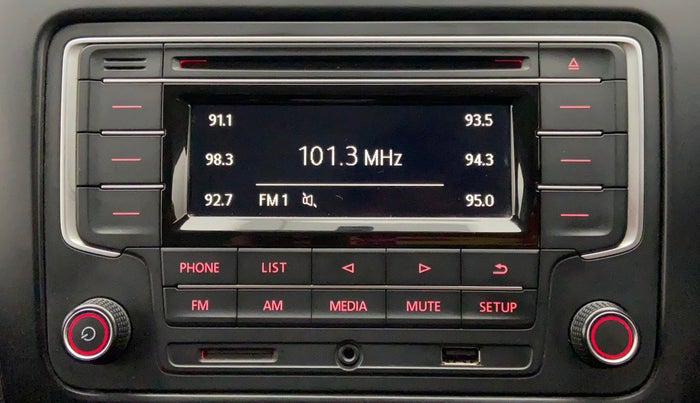 91.1
93.5
98.3
101.3 MHz
94.3
92.7
FM 1
95.0
PHONE
LIST
FM
AM
MEDIA
MUTE
SETUP